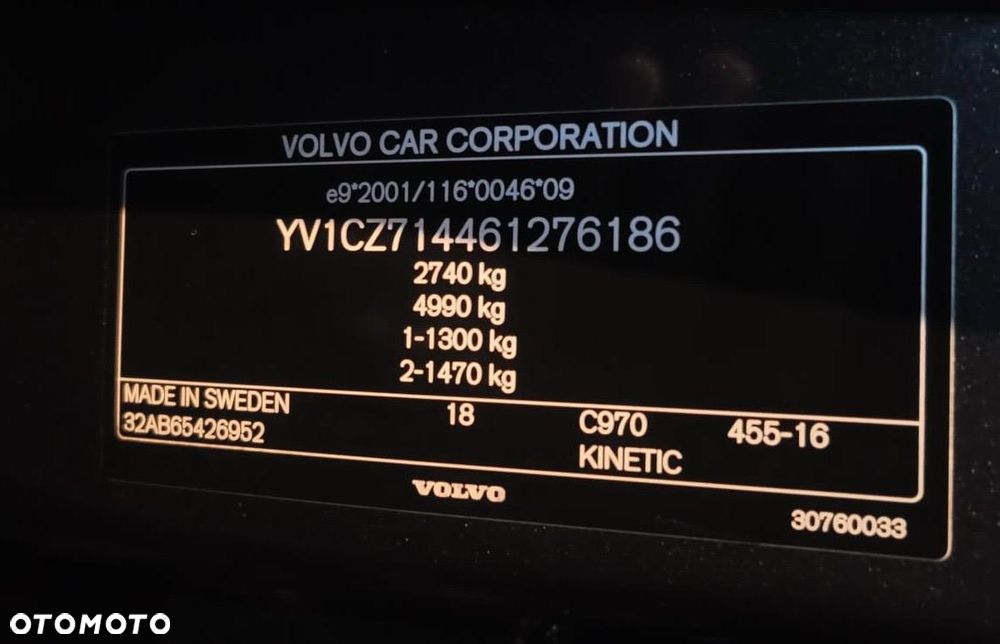 VOLVO CAR CORPORATION
e9*2001/116*0046*09
YV1CZ714461276186
2740 kg
4990 kg
1-1300 kg
2-1470 kg
MADE IN SWEDEN 18 C970 455-16
32AB65426952 KINETIC
VOLVO
30760033
OTOMOTO